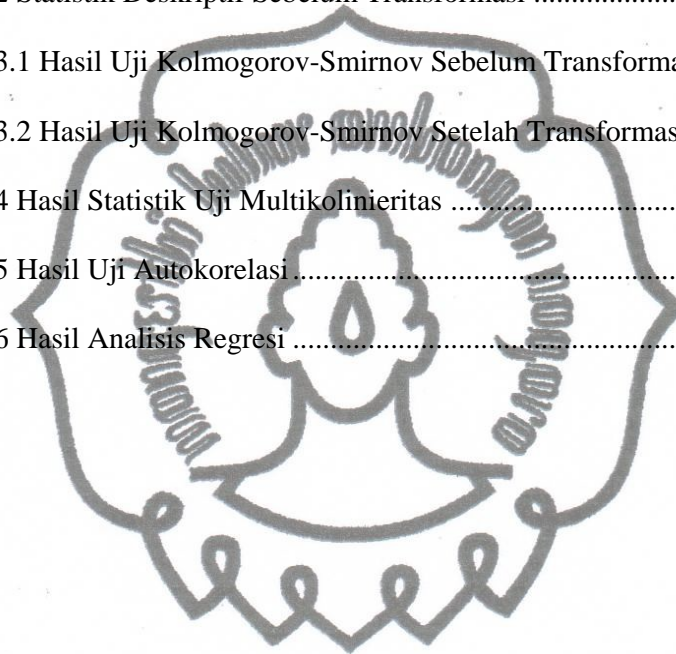 2 Statistik Deskriptif Sebelum Transformasi ..................
3.1 Hasil Uji Kolmogorov-Smirnov Sebelum Transforma
3.2 Hasil Uji Kolmogorov-Smirnov Setelah Transformas
4 Hasil Statistik Uji Multikolinieritas ..............................
5 Hasil Uji Autokorelasi ....................................................
6 Hasil Analisis Regresi ....................................................